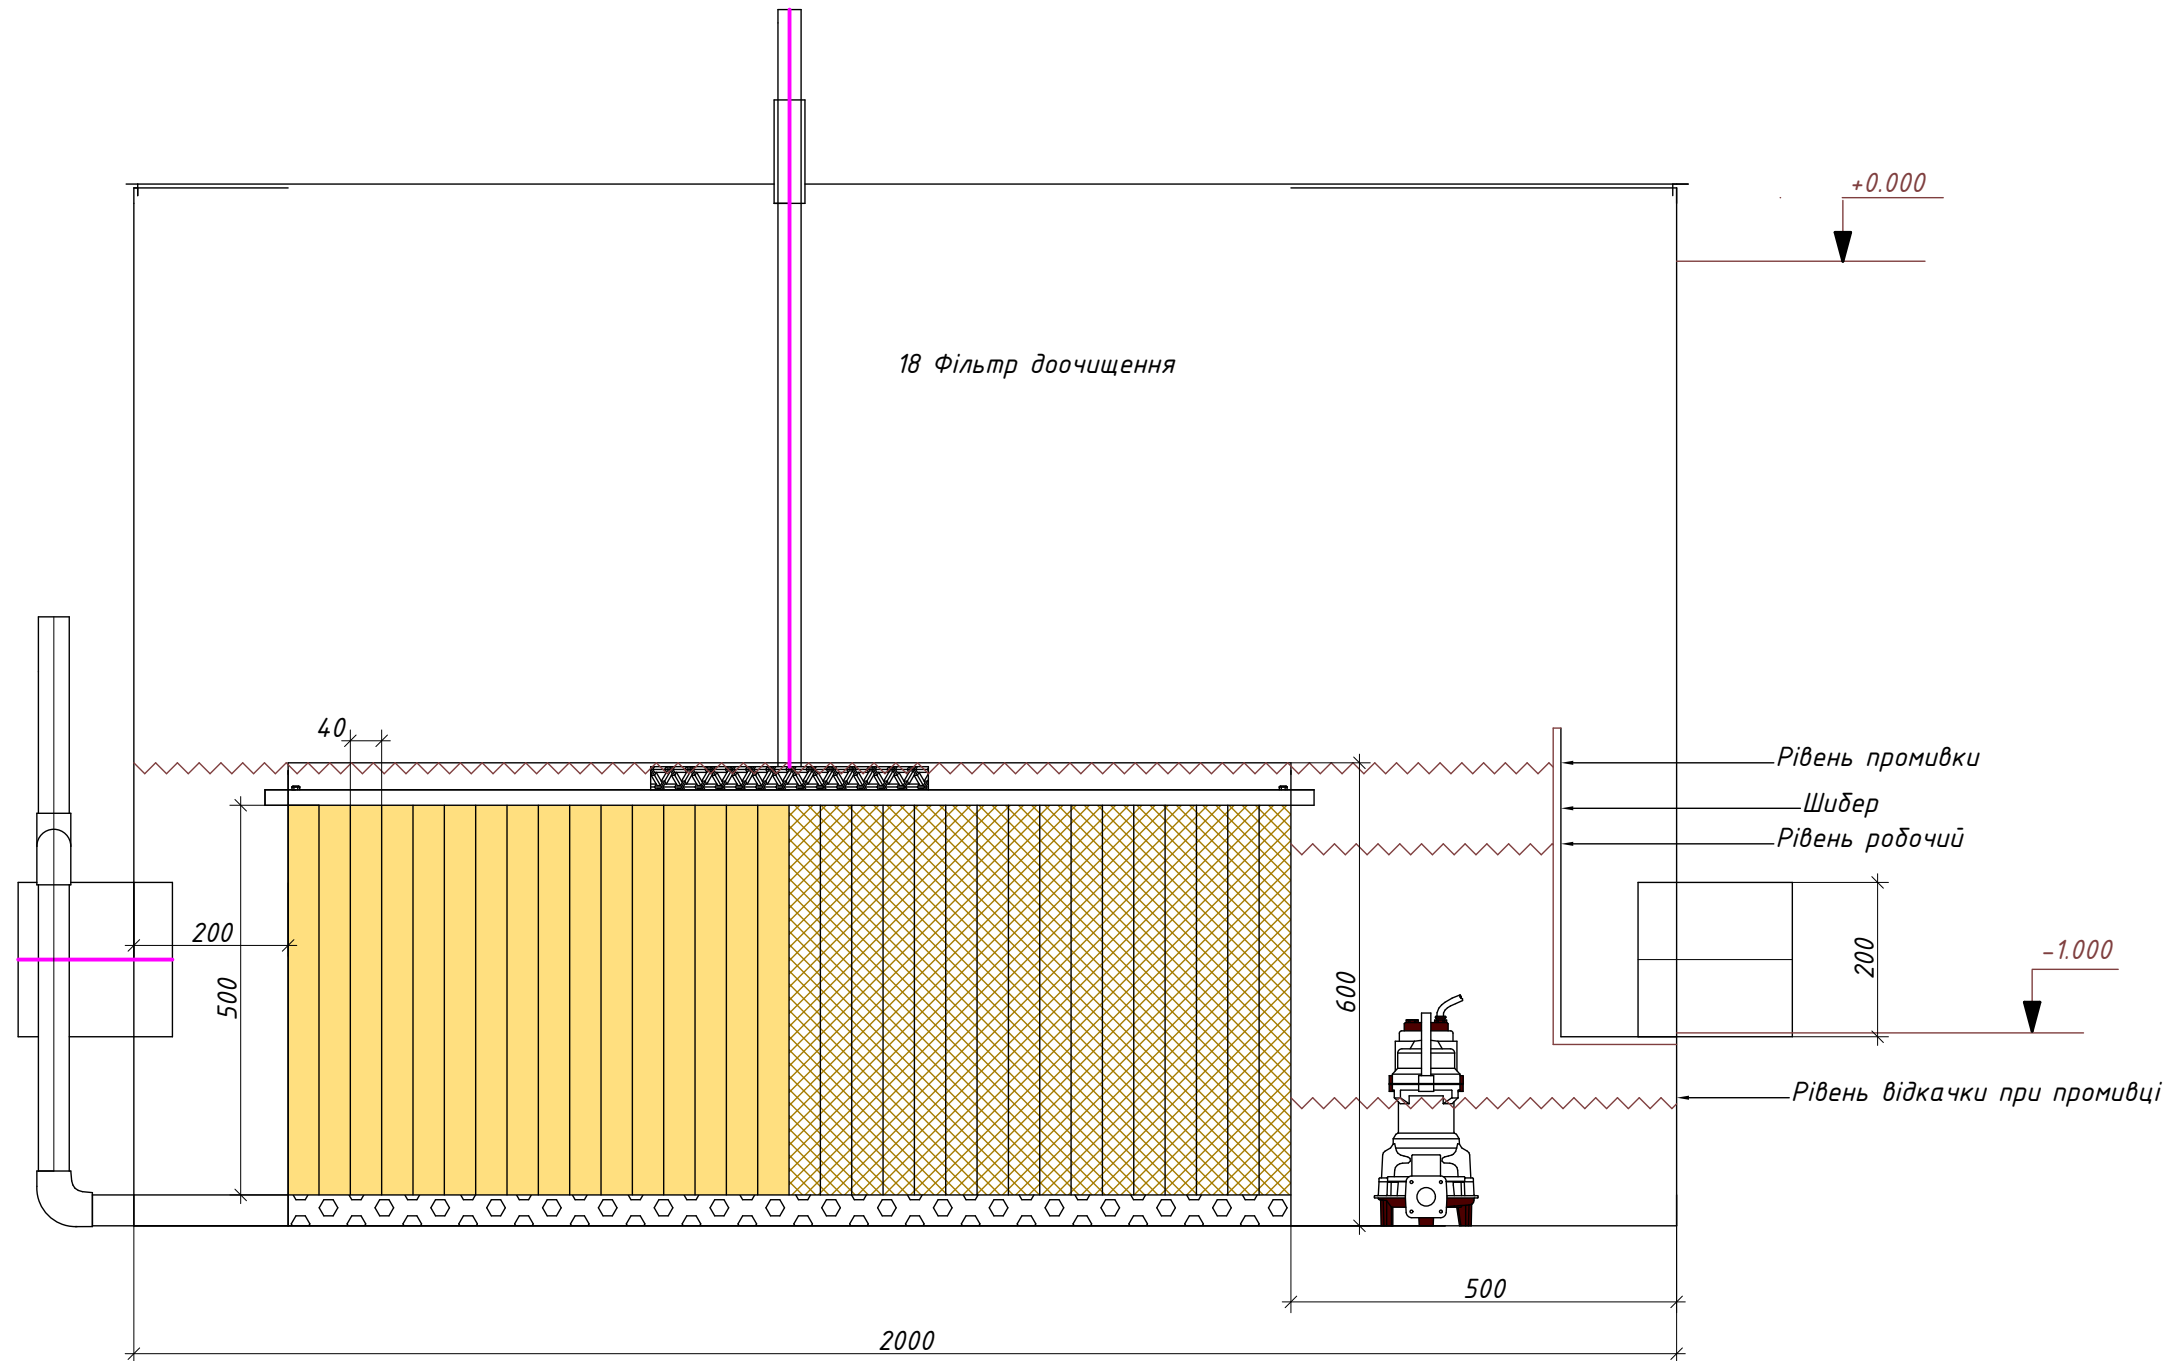 +0.000
18 Фільтр доочищення
40
Рівень промивки
Шибер
Рівень робочий
200
500
600
200
-1.000
Рівень відкачки при промивці
500
2000